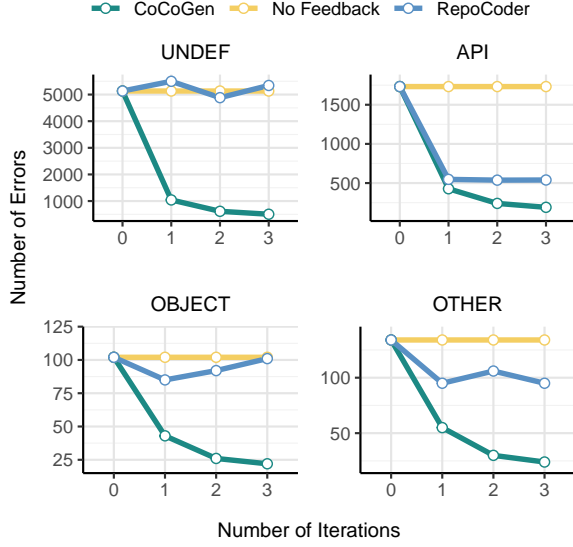 CoCoGen No Feedback RepoCoder
UNDEF
5000
4000
3000
2000
1000
0 1 2 3
API
1500
1000
500
0 1 2 3
Number of Errors
OBJECT
125
100
75
50
25
0 1 2 3
OTHER
100
50
0 1 2 3
Number of Iterations